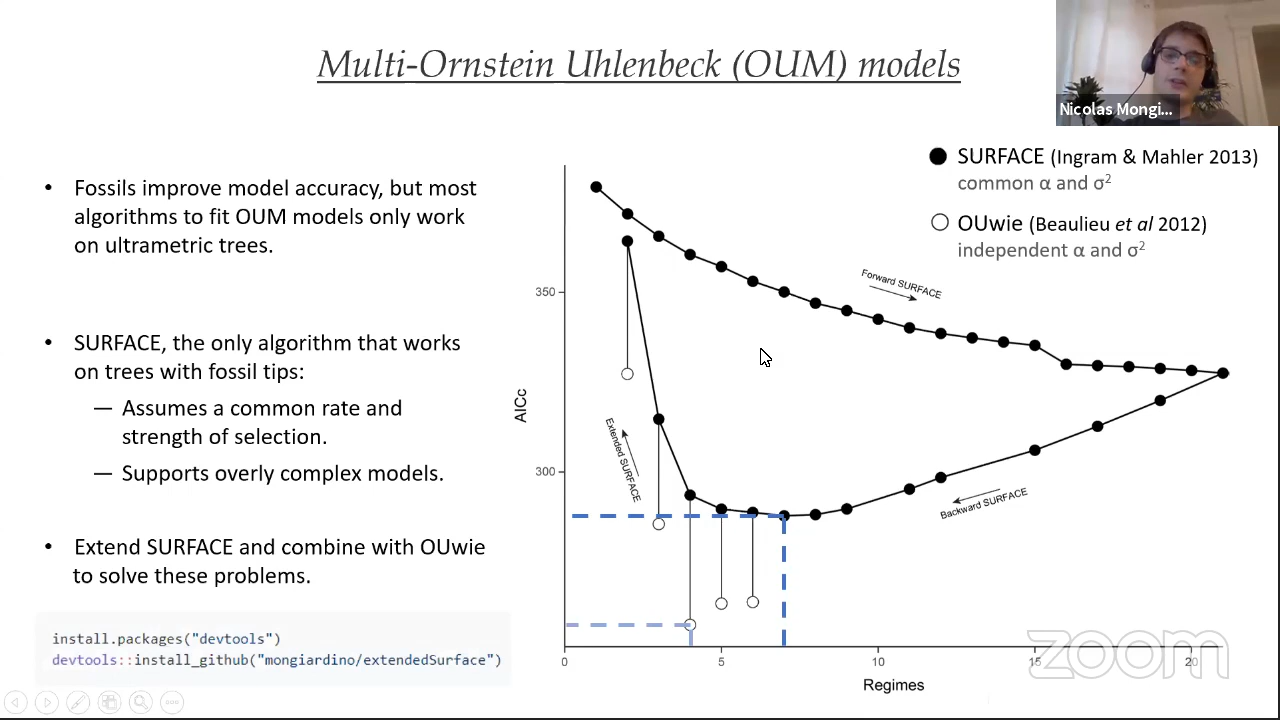 Multi-Ornstein Uhlenbeck (OUM) models
Nicolas Mongi...
• Fossils improve model accuracy, but most
algorithms to fit OUM models only work
on ultrametric trees.
• SURFACE, the only algorithm that works
on trees with fossil tips:
— Assumes a common rate and
strength of selection.
— Supports overly complex models.
• Extend SURFACE and combine with OUwie
to solve these problems.
install.packages("devtools")
devtools::install_github("mongiardino/extendedSurface")
SURFACE (Ingram & Mahler 2013)
common α and σ²
OUwie (Beaulieu et al 2012)
independent α and σ²
Forward SURFACE
350
AICc
Extended SURFACE
300
Backward SURFACE
0
5
10
15
20
Regimes
zoom